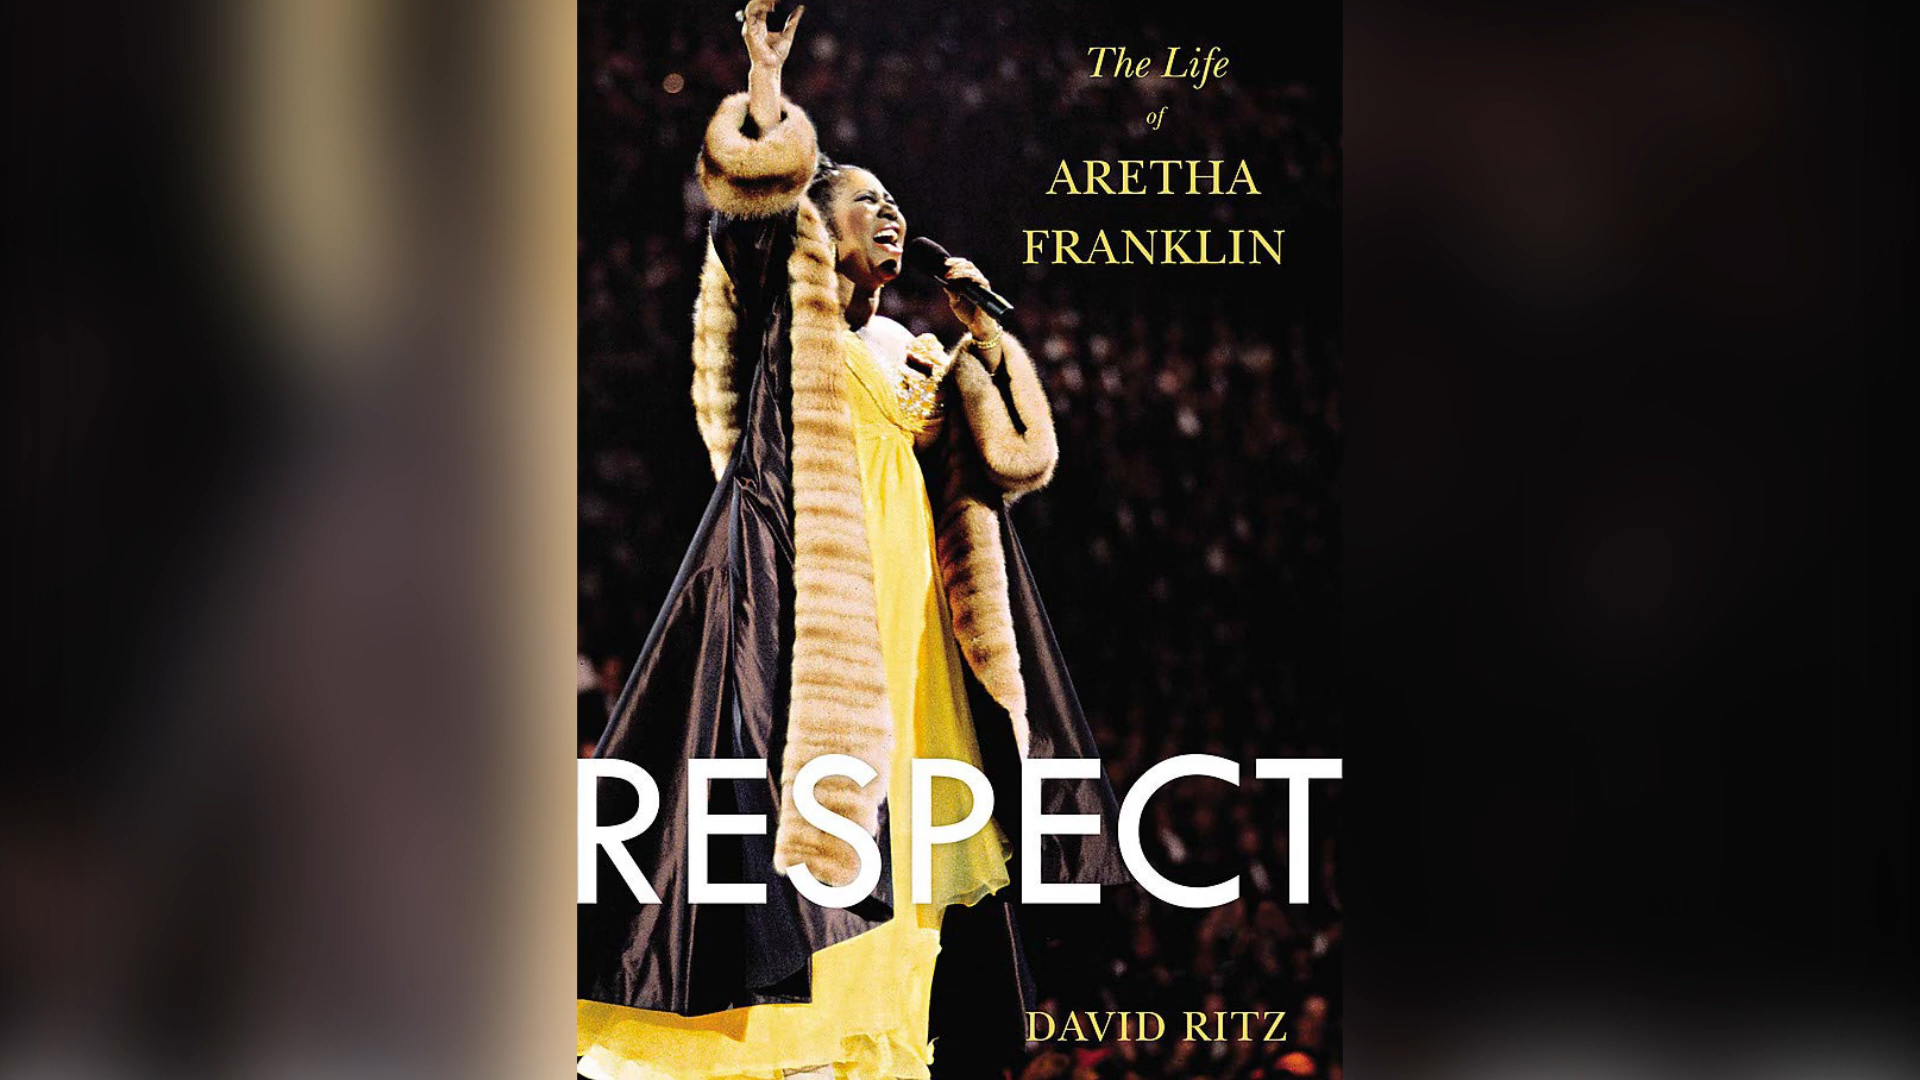 The Life
of
ARETHA
FRANKLIN
RESPECT
DAVID RITZ